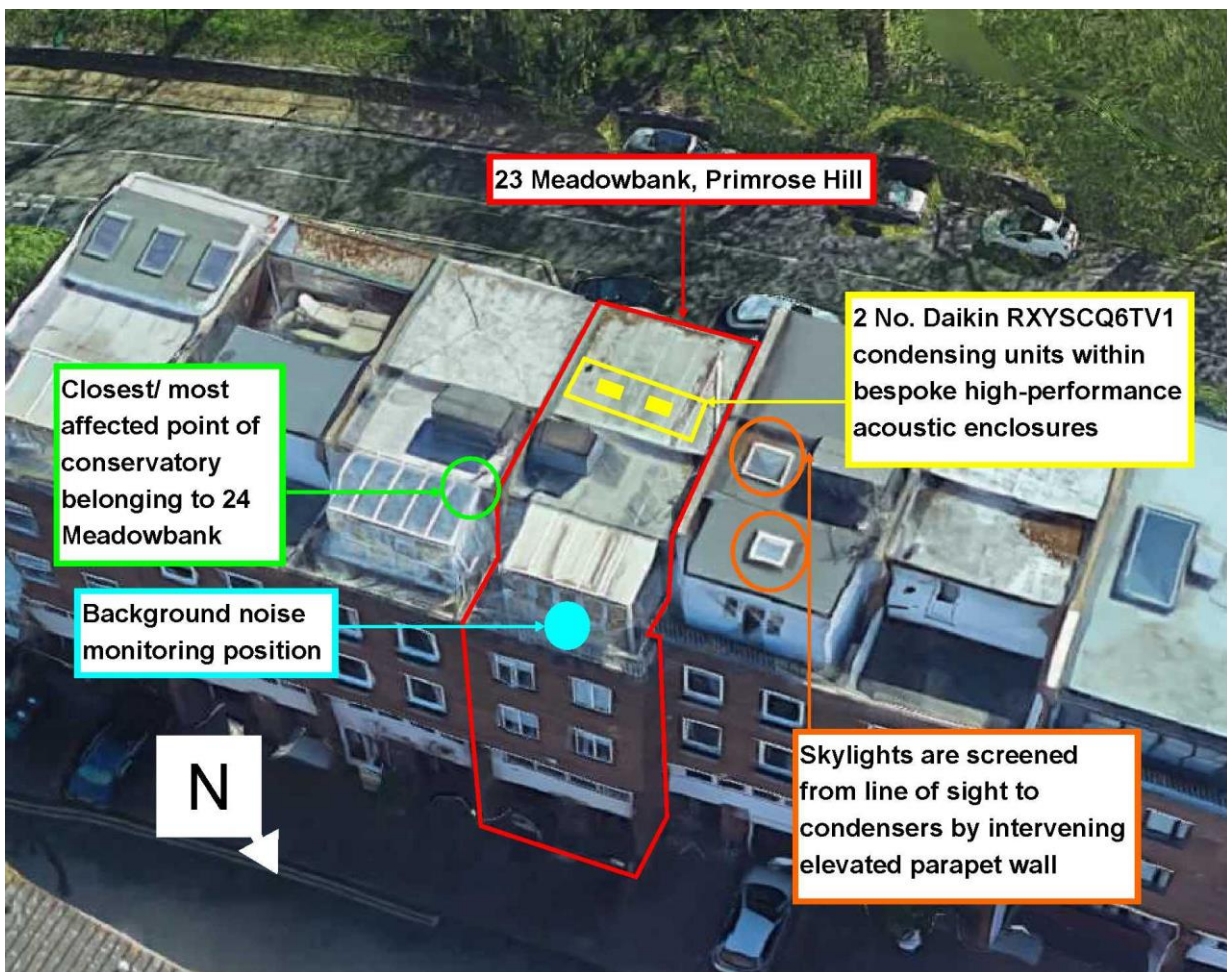 23 Meadowbank, Primrose Hill
2 No. Daikin RXYSCQ6TV1
condensing units within
bespoke high-performance
acoustic enclosures
Closest/ most
affected point of
conservatory
belonging to 24
Meadowbank
Background noise
monitoring position
N
Skylights are screened
from line of sight to
condensers by intervening
elevated parapet wall